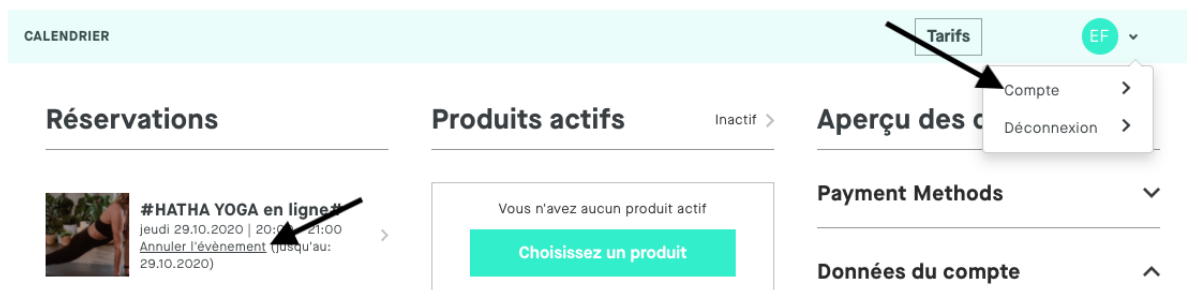 CALENDRIER
Tarifs
EF
Compte
Déconnexion
Réservations
Produits actifs
Inactif
Aperçu des
#HATHA YOGA en ligne#
jeudi 29.10.2020 | 20:00 - 21:00
Annuler l'évènement (jusqu'au:
29.10.2020)
Vous n'avez aucun produit actif
Choisissez un produit
Payment Methods
Données du compte